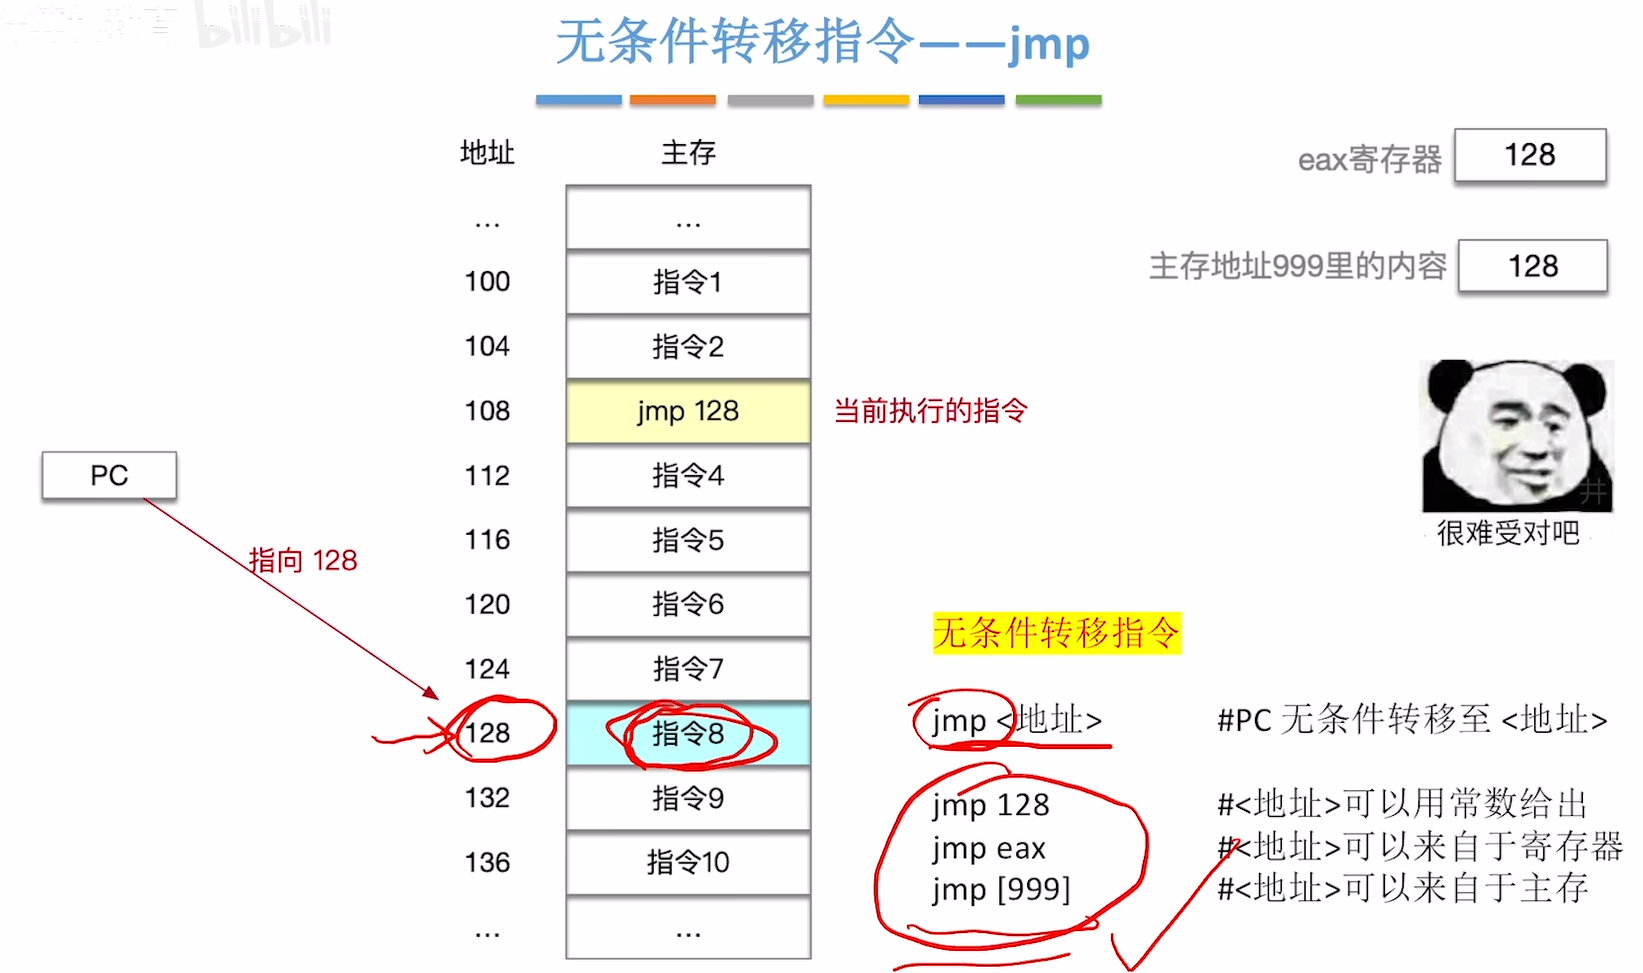 bilibili
无条件转移指令——jmp
地址 主存
eax寄存器 128
主存地址999里的内容 128
... ...
100 指令1
104 指令2
108 jmp 128 当前执行的指令
112 指令4
PC
指向 128
116 指令5
120 指令6
124 指令7
128 指令8
132 指令9
136 指令10
... ...
井
很难受对吧
无条件转移指令
jmp <地址> #PC 无条件转移至 <地址>
jmp 128 #<地址>可以用常数给出
jmp eax #<地址>可以来自于寄存器
jmp [999] #<地址>可以来自于主存